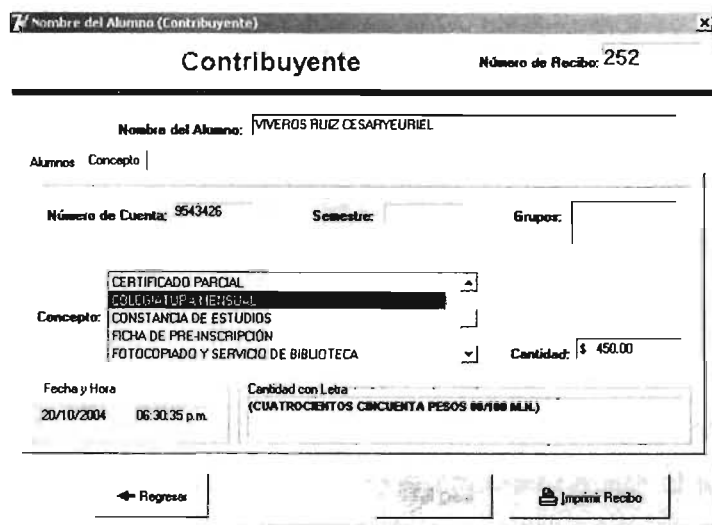 Nombre del Alumno (Contribuyente)
Contribuyente
Número de Recibo: 252
Nombre del Alumno: VIVEROS RUIZ CESARYEURIEL
Alumnos Concepto
Número de Cuenta: 9543426 Semestre: Grupos:
CERTIFICADO PARCIAL
COLEGIATURA MENSUAL
Concepto: CONSTANCIA DE ESTUDIOS
FICHA DE PRE-INSCRIPCIÓN
FOTOCOPIADO Y SERVICIO DE BIBLIOTECA
Cantidad: $ 450.00
Fecha y Hora
20/10/2004 06:30:35 p.m.
Cantidad con Letra
(CUATROCIENTOS CINCUENTA PESOS 00/100 M.N.)
Regresar
Imprimir Recibo